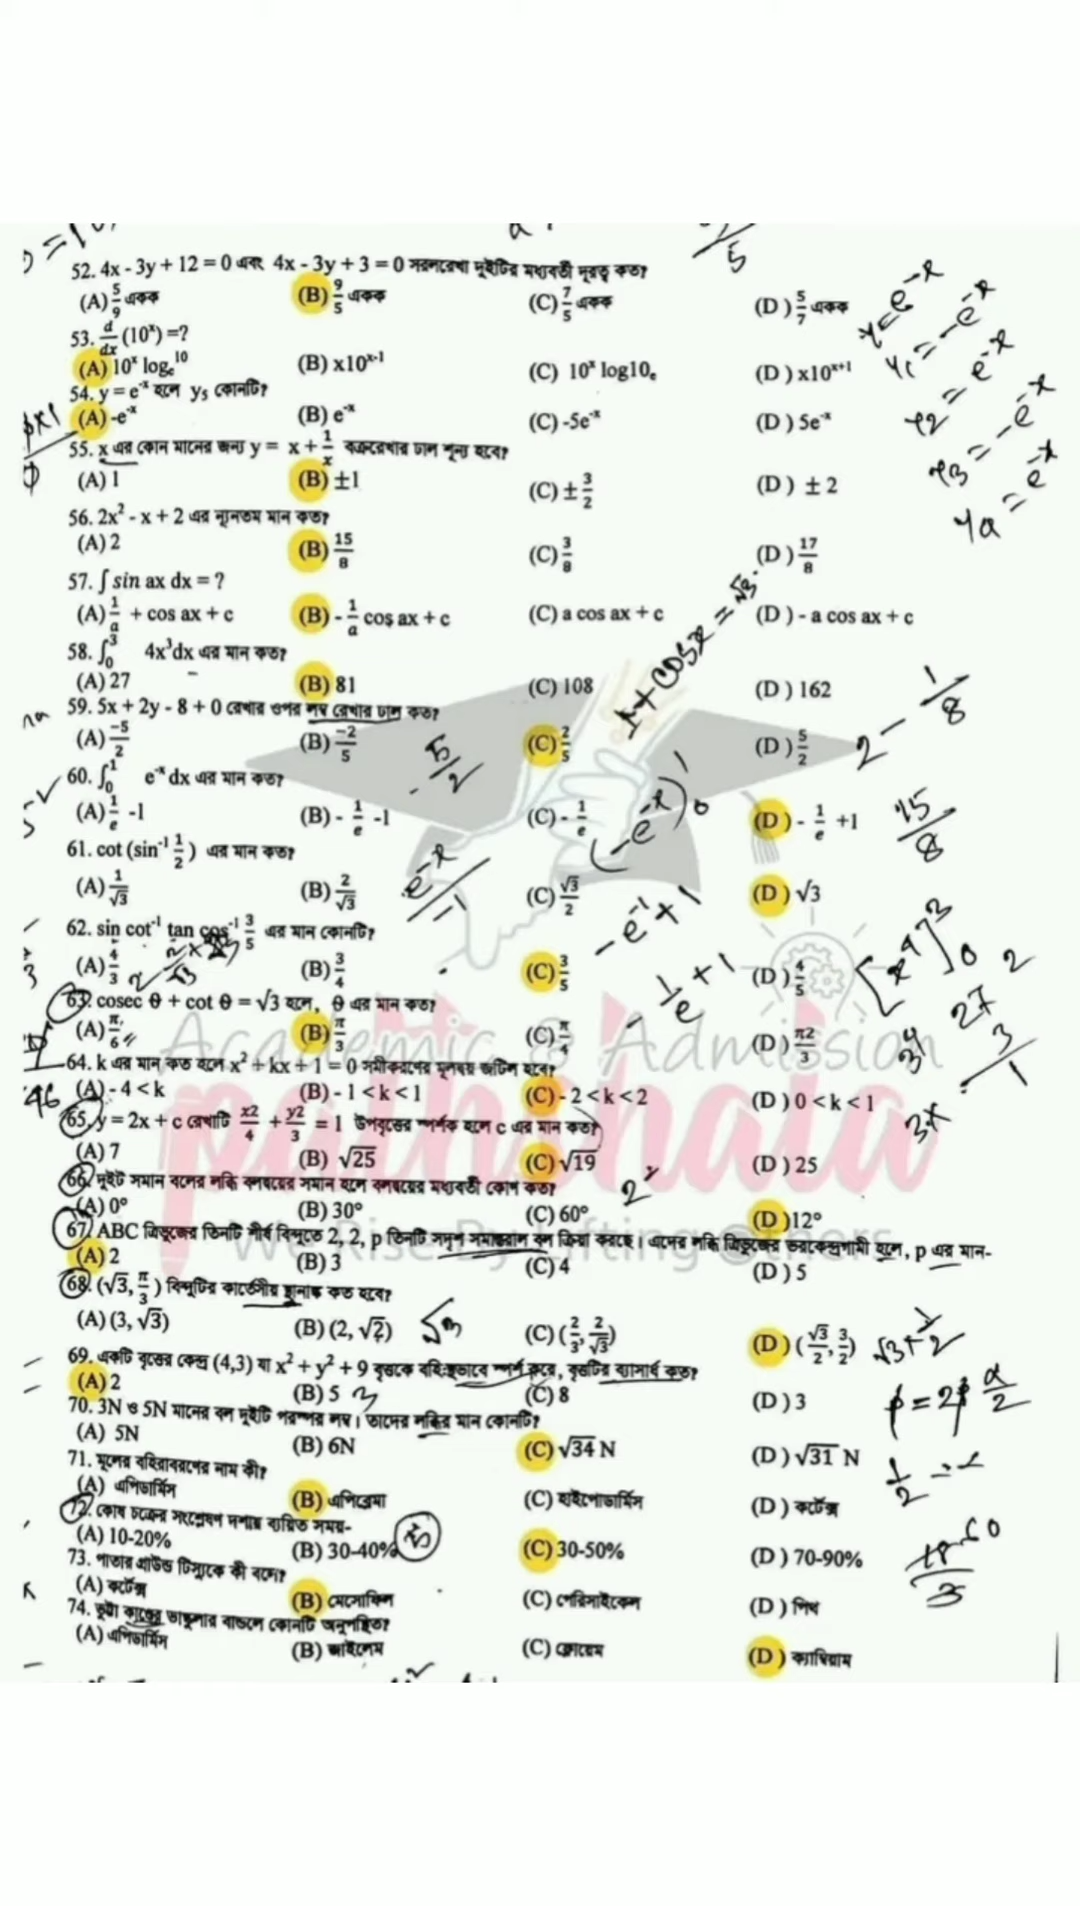 52. 4x - 3y + 12 = 0 এবং 4x - 3y + 3 = 0 সরলরেখা দুইটির মধ্যবর্তী দূরত্ব কত?
(A) 5/9 একক (B) 9/5 একক (C) 7/5 একক (D) 5/7 একক
53. d/dx (10ˣ) =?
(A) 10ˣ logₑ¹⁰ (B) x10ˣ⁻¹ (C) 10ˣ log10ₑ (D) x10ˣ⁺¹
54. y = e⁻ˣ হলে y₅ কোনটি?
(A) -e⁻ˣ (B) e⁻ˣ (C) -5e⁻ˣ (D) 5e⁻ˣ
55. x এর কোন মানের জন্য y = x + 1/x বক্ররেখার ঢাল শূন্য হবে?
(A) 1 (B) ±1 (C) ± 3/2 (D) ± 2
56. 2x² - x + 2 এর ন্যূনতম মান কত?
(A) 2 (B) 15/8 (C) 3/8 (D) 17/8
57. ∫ sin ax dx = ?
(A) 1/a + cos ax + c (B) - 1/a cos ax + c (C) a cos ax + c (D) - a cos ax + c
58. ∫₀³ 4x³dx এর মান কত?
(A) 27 (B) 81 (C) 108 (D) 162
59. 5x + 2y - 8 + 0 রেখার ওপর লম্ব রেখার ঢাল কত?
(A) -5/2 (B) -2/5 (C) 2/5 (D) 5/2
60. ∫₀¹ e⁻ˣ dx এর মান কত?
(A) 1/e -1 (B) - 1/e -1 (C) - 1/e (D) - 1/e +1
61. cot (sin⁻¹ 1/2) এর মান কত?
(A) 1/√3 (B) 2/√3 (C) √3/2 (D) √3
62. sin cot⁻¹ tan cos⁻¹ 3/5 এর মান কোনটি?
(A) 4/3 (B) 3/4 (C) 3/5 (D) 4/5
63. cosec θ + cot θ = √3 হলে, θ এর মান কত?
(A) π/6 (B) π/3 (C) π/4 (D) π2/3
64. k এর মান কত হলে x² + kx + 1 = 0 সমীকরণের মূলদ্বয় জটিল হবে?
(A) - 4 < k (B) - 1 < k < 1 (C) - 2 < k < 2 (D) 0 < k < 1
65. y = 2x + c রেখাটি x2/4 + y2/3 = 1 উপবৃত্তের স্পর্শক হলে c এর মান কত?
(A) 7 (B) √25 (C) √19 (D) 25
66. দুইট সমান বলের লব্ধি বলদ্বয়ের সমান হলে বলদ্বয়ের মধ্যবর্তী কোণ কত?
(A) 0° (B) 30° (C) 60° (D) 12°
67. ABC ত্রিভুজের তিনটি শীর্ষ বিন্দুতে 2, 2, p তিনটি সদৃশ সমান্তরাল বল ক্রিয়া করছে। এদের লব্ধি ত্রিভুজের ভরকেন্দ্রগামী হলে, p এর মান-
(A) 2 (B) 3 (C) 4 (D) 5
68. (√3, π/3) বিন্দুটির কার্তেসীয় স্থানাঙ্ক কত হবে?
(A) (3, √3) (B) (2, √2) (C) (2/3, 2/√3) (D) (√3/2, 3/2)
69. একটি বৃত্তের কেন্দ্র (4,3) যা x² + y² + 9 বৃত্তকে বহিঃস্থভাবে স্পর্শ করে, বৃত্তটির ব্যাসার্ধ কত?
(A) 2 (B) 5 (C) 8 (D) 3
70. 3N ও 5N মানের বল দুইটি পরস্পর লম্ব। তাদের লব্ধির মান কোনটি?
(A) 5N (B) 6N (C) √34 N (D) √31 N
71. মূলের বহিরাবরণের নাম কী?
(A) এপিডার্মিস (B) এপিব্লেমা (C) হাইপোডার্মিস (D) কর্টেক্স
72. কোষ চক্রের সংশ্লেষণ দশায় ব্যয়িত সময়-
(A) 10-20% (B) 30-40% (C) 30-50% (D) 70-90%
73. পাতার গ্রাউন্ড টিস্যুকে কী বলে?
(A) কর্টেক্স (B) মেসোফিল (C) পেরিসাইকেল (D) পিথ
74. ভুট্টা কাণ্ডের ভাস্কুলার বান্ডলে কোনটি অনুপস্থিত?
(A) এপিডার্মিস (B) জাইলেম (C) ফ্লোয়েম (D) ক্যাম্বিয়াম
Academic & Admission
pathshala
We Rise By Lifting Others